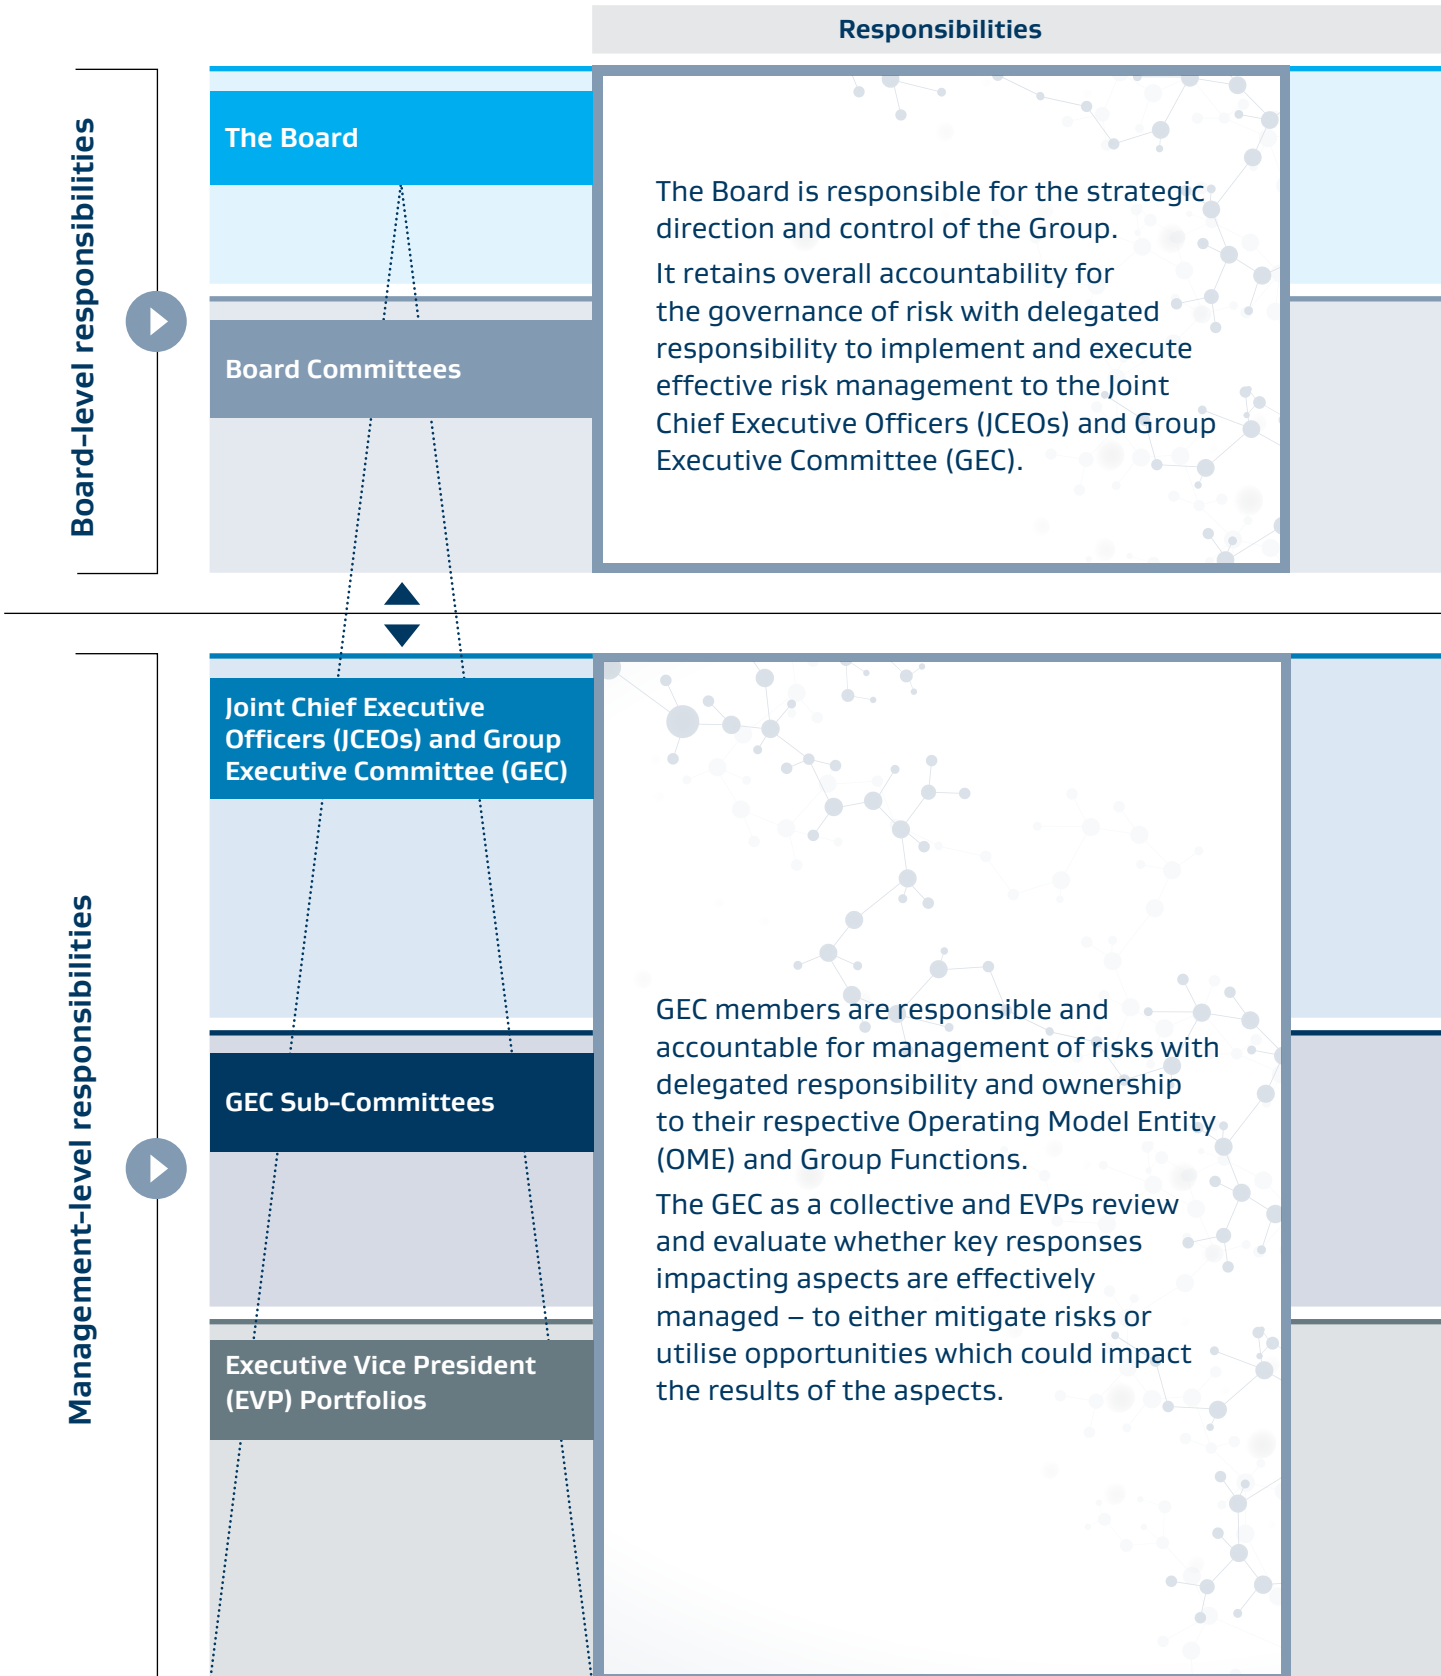 Responsibilities
Board-level responsibilities
The Board
Board Committees
The Board is responsible for the strategic
direction and control of the Group.
It retains overall accountability for
the governance of risk with delegated
responsibility to implement and execute
effective risk management to the Joint
Chief Executive Officers (JCEOs) and Group
Executive Committee (GEC).
Management-level responsibilities
Joint Chief Executive
Officers (JCEOs) and Group
Executive Committee (GEC)
GEC Sub-Committees
Executive Vice President
(EVP) Portfolios
GEC members are responsible and
accountable for management of risks with
delegated responsibility and ownership
to their respective Operating Model Entity
(OME) and Group Functions.
The GEC as a collective and EVPs review
and evaluate whether key responses
impacting aspects are effectively
managed – to either mitigate risks or
utilise opportunities which could impact
the results of the aspects.